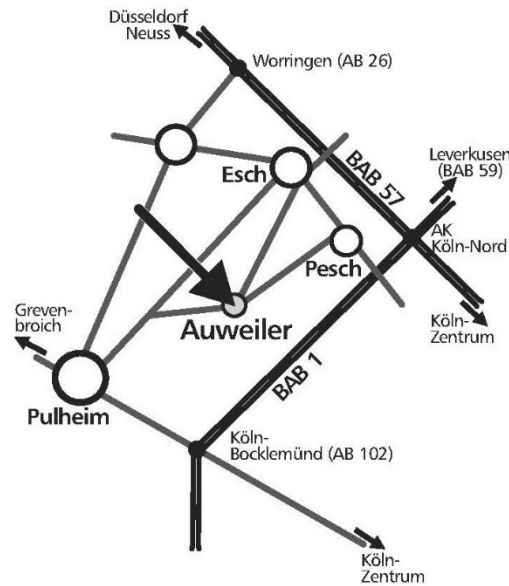 Düsseldorf
Neuss
Worringen (AB 26)
BAB 57
Leverkusen
(BAB 59)
Esch
AK
Köln-Nord
Pesch
Greven-
broich
Auweiler
Köln-
Zentrum
BAB 1
Pulheim
Köln-
Bocklemünd (AB 102)
Köln-
Zentrum